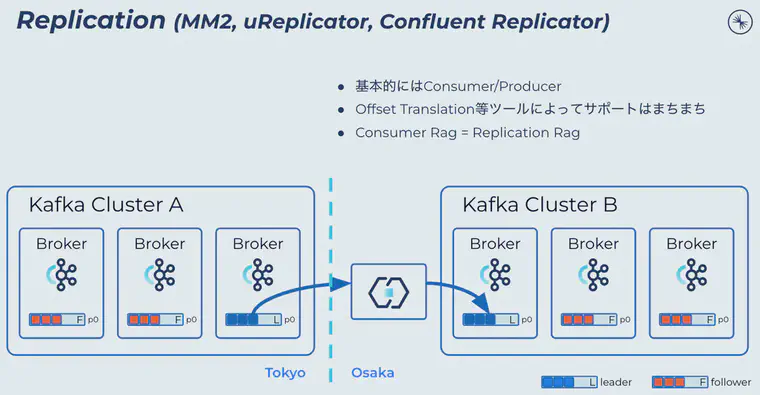 Replication (MM2, uReplicator, Confluent Replicator)
基本的にはConsumer/Producer
Offset Translation等ツールによってサポートはまちまち
Consumer Rag = Replication Rag
Kafka Cluster A
Broker
Broker
Broker
F p0
F p0
L p0
Kafka Cluster B
Broker
Broker
Broker
L p0
F p0
F p0
Tokyo
Osaka
L leader
F follower